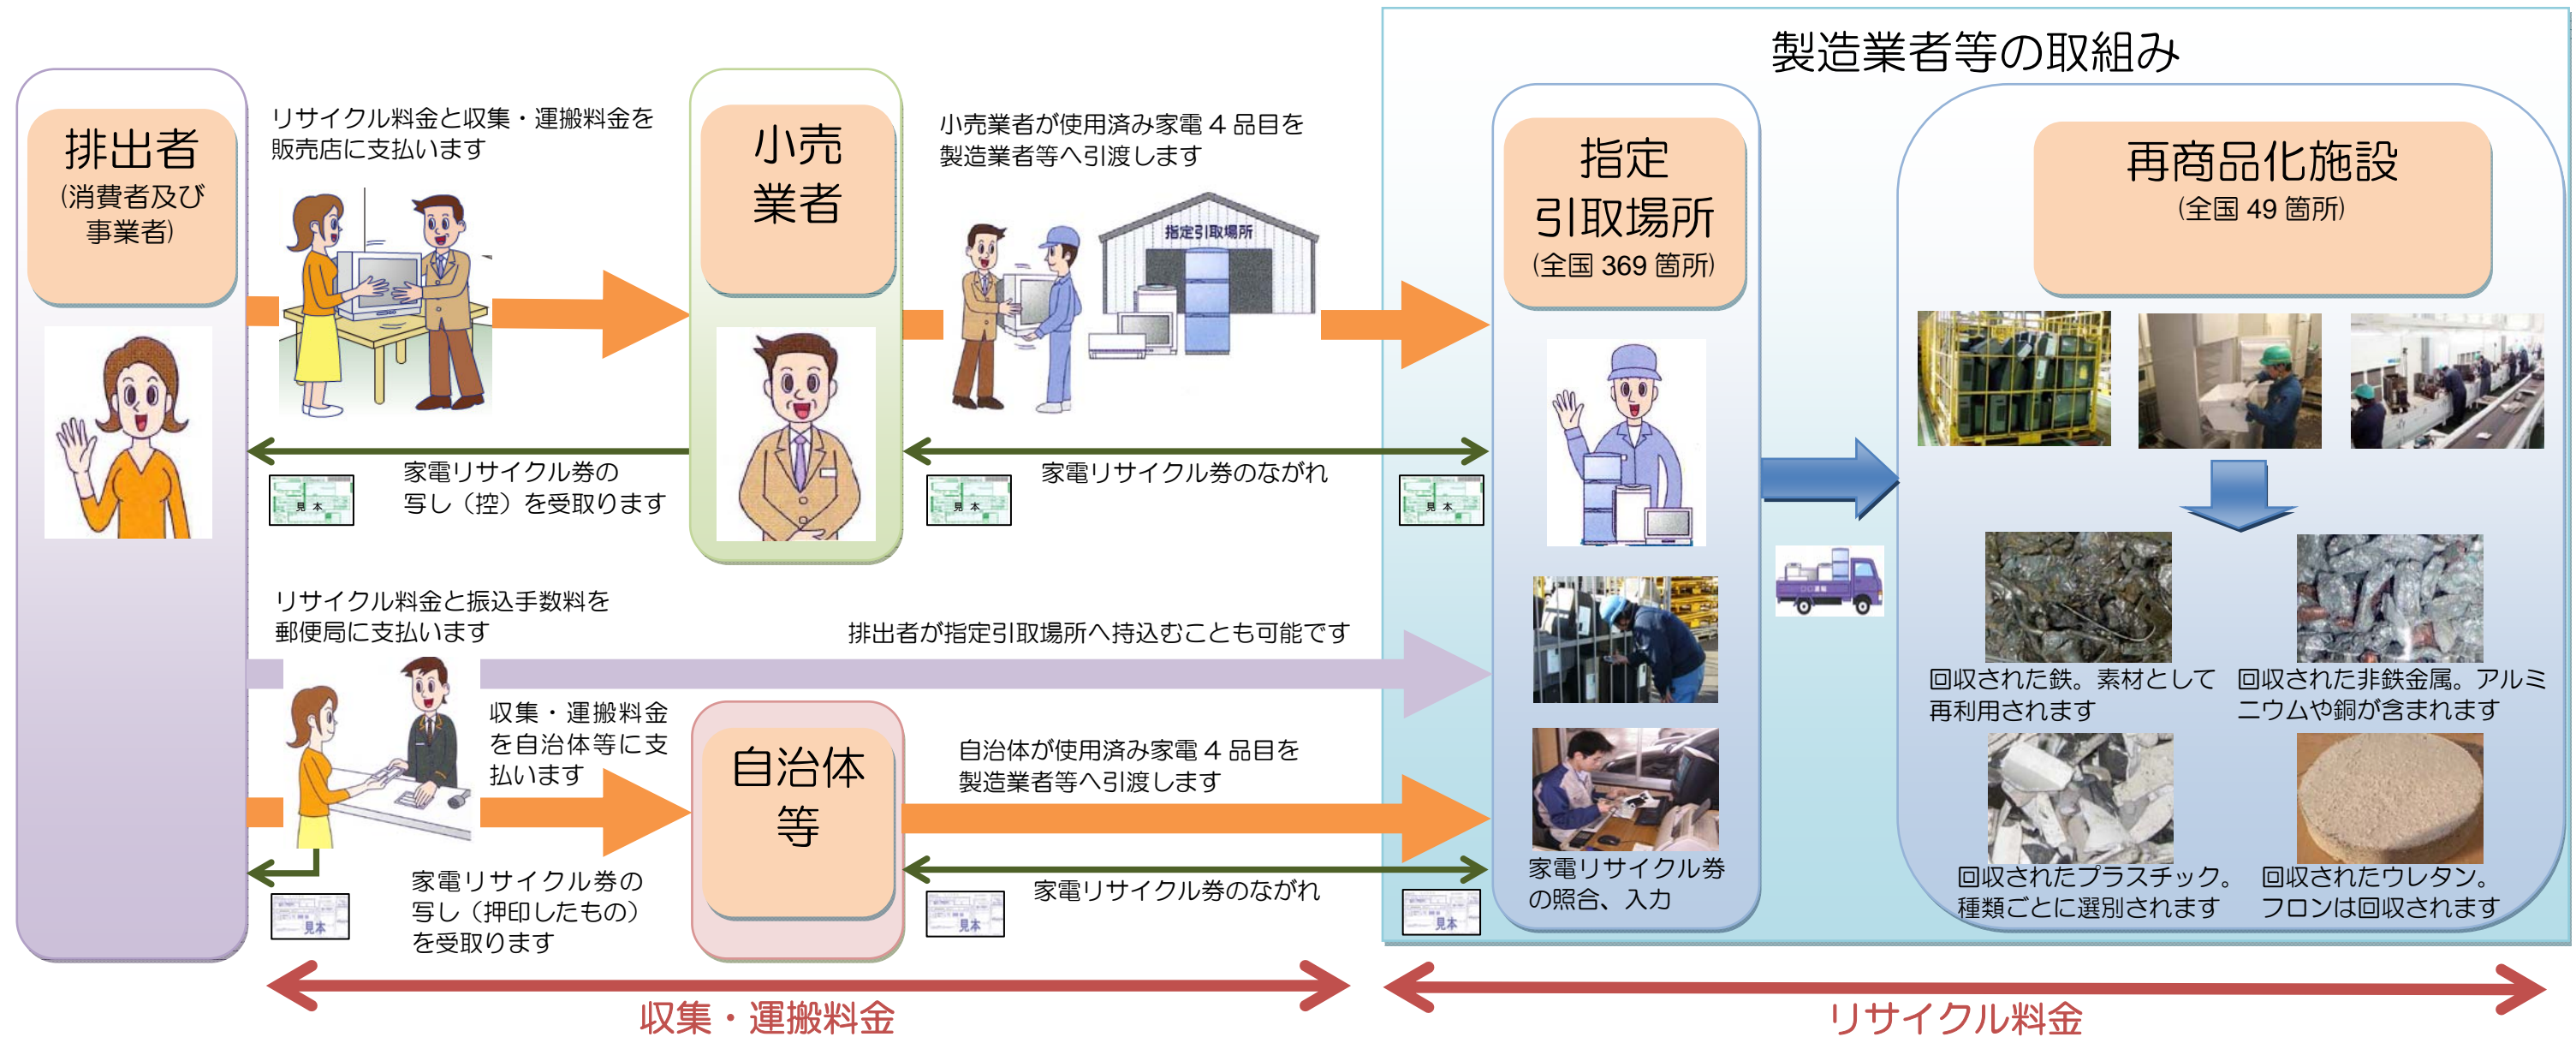 製造業者等の取組み
排出者
(消費者及び
事業者)
リサイクル料金と収集・運搬料金を
販売店に支払います
小売
業者
小売業者が使用済み家電４品目を
製造業者等へ引渡します
指定引取場所
指定
引取場所
(全国 369 箇所)
再商品化施設
(全国 49 箇所)
家電リサイクル券の
写し（控）を受取ります
見 本
家電リサイクル券のながれ
見 本
見 本
リサイクル料金と振込手数料を
郵便局に支払います
排出者が指定引取場所へ持込むことも可能です
収集・運搬料金
を自治体等に支
払います
自治体
等
自治体が使用済み家電４品目を
製造業者等へ引渡します
家電リサイクル券の
写し（押印したもの）
を受取ります
家電リサイクル券のながれ
見本
見本
見本
家電リサイクル券
の照合、入力
回収された鉄。素材として
再利用されます
回収された非鉄金属。アルミ
ニウムや銅が含まれます
回収されたプラスチック。
種類ごとに選別されます
回収されたウレタン。
フロンは回収されます
収集・運搬料金
リサイクル料金